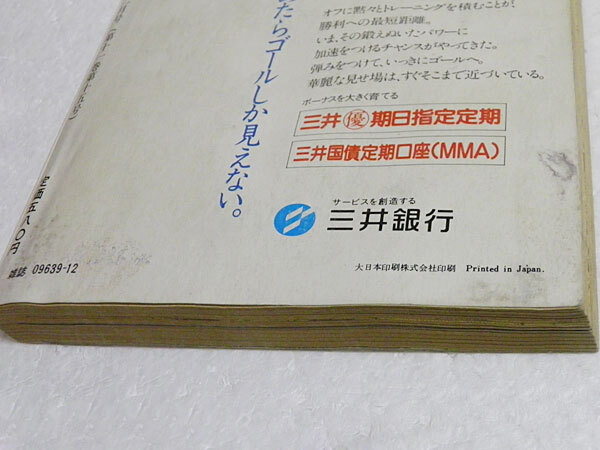 オフに黙々とトレーニングを積むことが、
勝利への最短距離。
いま、その鍛えぬいたパワーに
加速をつけるチャンスがやってきた。
弾みをつけて、いっきにゴールへ。
華麗な見せ場は、すぐそこまで近づいている。
たらゴールしか見えない。
ボーナスを大きく育てる
三井㊝期日指定定期
三井国債定期口座(MMA)
サービスを創造する
三井銀行
大日本印刷株式会社印刷 Printed in Japan.
定価五八〇円
雑誌 09639-12